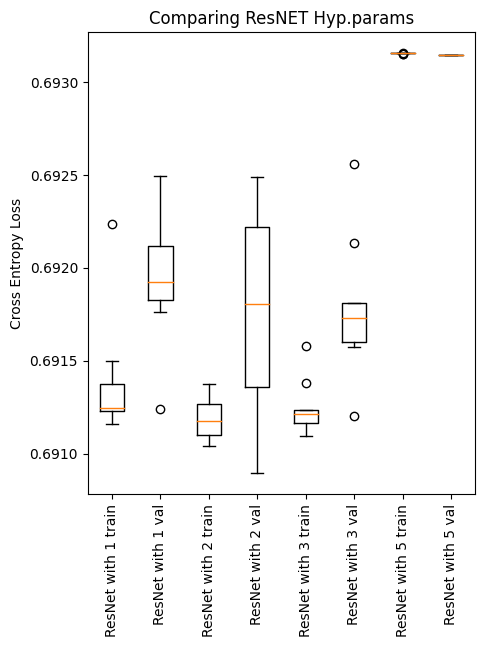 Comparing ResNET Hyp.params
Cross Entropy Loss
0.6930
0.6925
0.6920
0.6915
0.6910
ResNet with 1 train
ResNet with 1 val
ResNet with 2 train
ResNet with 2 val
ResNet with 3 train
ResNet with 3 val
ResNet with 5 train
ResNet with 5 val